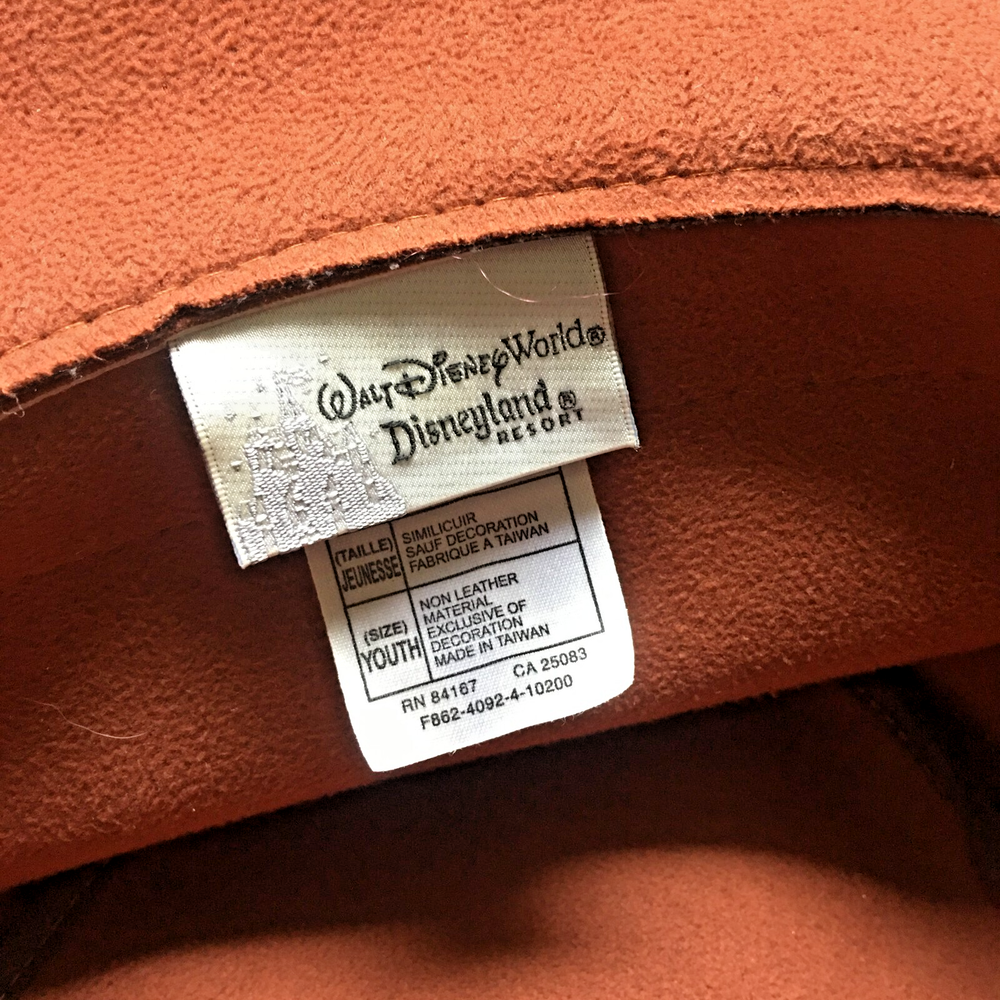 WALT DISNEY World®
Disneyland®
RESORT
(TAILLE)
JEUNESSE
SIMILICUIR
SAUF DECORATION
FABRIQUE A TAIWAN
(SIZE)
YOUTH
NON LEATHER
MATERIAL
EXCLUSIVE OF
DECORATION
MADE IN TAIWAN
RN 84167 CA 25083
F862-4092-4-10200